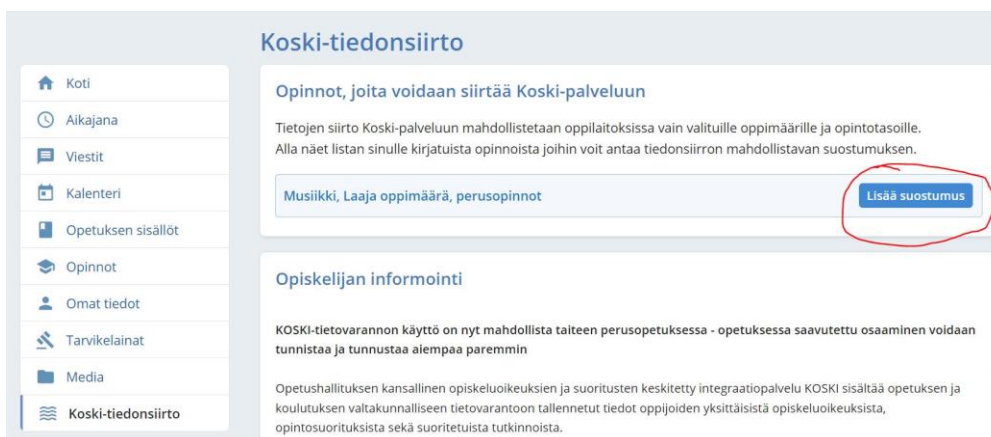 Koski-tiedonsiirto
Koti
Aikajana
Viestit
Kalenteri
Opetuksen sisällöt
Opinnot
Omat tiedot
Tarvikelainat
Media
Koski-tiedonsiirto
Opinnot, joita voidaan siirtää Koski-palveluun
Tietojen siirto Koski-palveluun mahdollistetaan oppilaitoksissa vain valituille oppimäärille ja opintotasoille.
Alla näet listan sinulle kirjatuista opinnoista joihin voit antaa tiedonsiirron mahdollistavan suostumuksen.
Musiikki, Laaja oppimäärä, perusopinnot
Lisää suostumus
Opiskelijan informointi
KOSKI-tietovarannon käyttö on nyt mahdollista taiteen perusopetuksessa - opetuksessa saavutettu osaaminen voidaan
tunnistaa ja tunnustaa aiempaa paremmin
Opetushallituksen kansallinen opiskeluoikeuksien ja suoritusten keskitetty integraatiopalvelu KOSKI sisältää opetuksen ja
koulutuksen valtakunnalliseen tietovarantoon tallennetut tiedot oppijoiden yksittäisistä opiskeluoikeuksista,
opintosuorituksista sekä suoritetuista tutkinnoista.